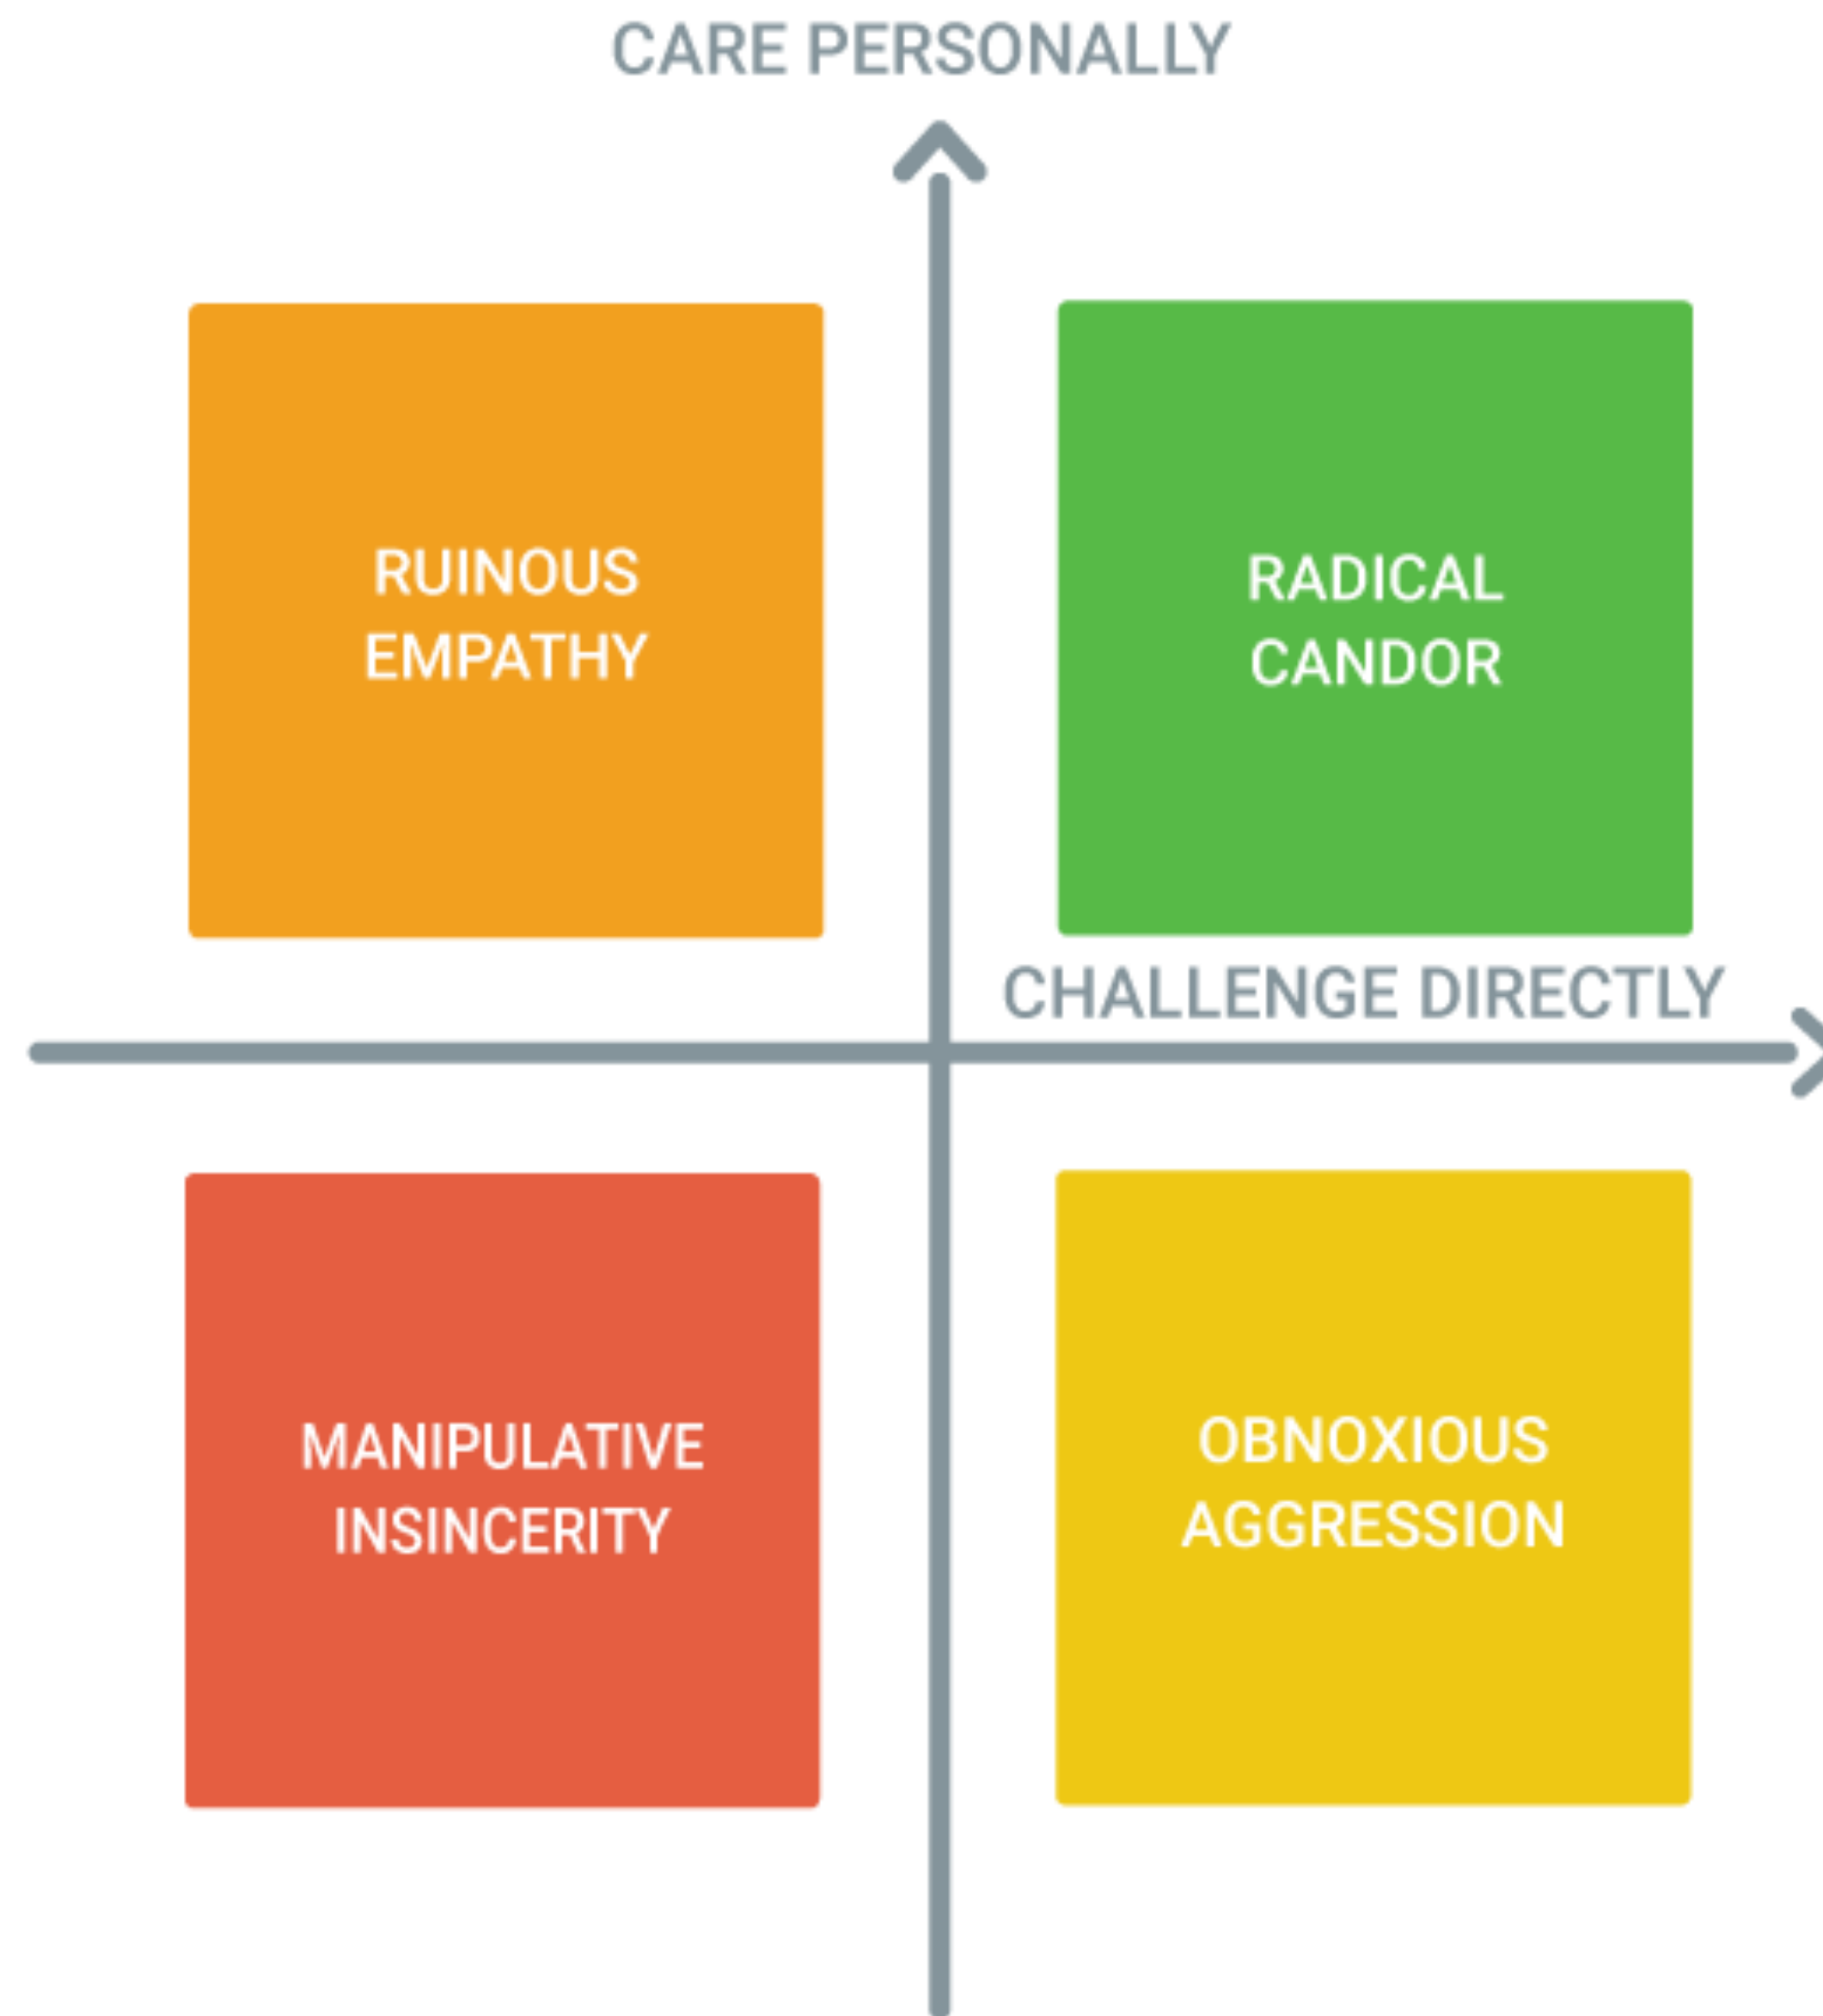 CARE PERSONALLY
RUINOUS
EMPATHY
RADICAL
CANDOR
CHALLENGE DIRECTLY
MANIPULATIVE
INSINCERITY
OBNOXIOUS
AGGRESSION